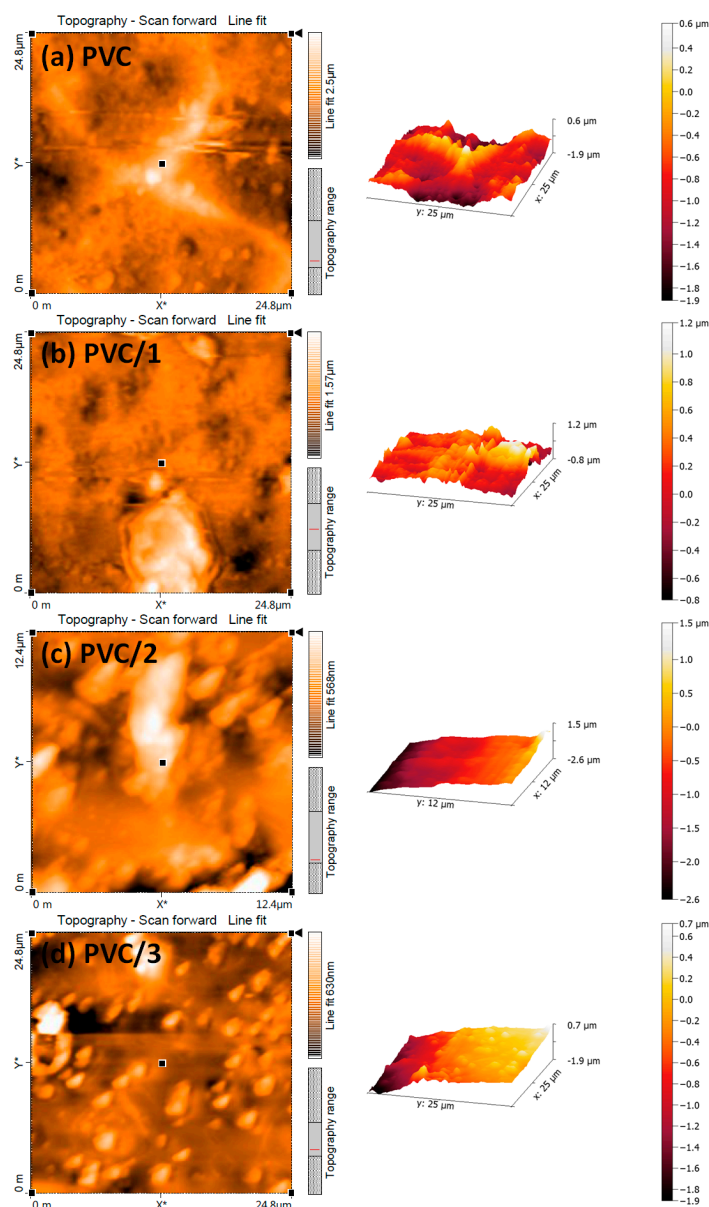 Topography - Scan forward Line fit
(a) PVC
24.8µm
Y*
0 m
0 m
X*
24.8µm
Line fit 2.5µm
Topography range
0.6 µm
-1.9 µm
x: 25 µm
y: 25 µm
0.6 µm
0.4
0.2
0.0
−0.2
−0.4
−0.6
−0.8
−1.0
−1.2
−1.4
−1.6
−1.8
−1.9
Topography - Scan forward Line fit
(b) PVC/1
24.8µm
Y*
0 m
0 m
X*
24.8µm
Line fit 1.57µm
Topography range
1.2 µm
-0.8 µm
x: 25 µm
y: 25 µm
1.2 µm
1.0
0.8
0.6
0.4
0.2
0.0
−0.2
−0.4
−0.6
−0.8
Topography - Scan forward Line fit
(c) PVC/2
12.4µm
Y*
0 m
0 m
X*
12.4µm
Line fit 568nm
Topography range
1.5 µm
-2.6 µm
x: 12 µm
y: 12 µm
1.5 µm
1.0
0.5
0.0
−0.5
−1.0
−1.5
−2.0
−2.6
Topography - Scan forward Line fit
(d) PVC/3
24.8µm
Y*
0 m
0 m
X*
24.8µm
Line fit 630nm
Topography range
0.7 µm
-1.9 µm
x: 25 µm
y: 25 µm
0.7 µm
0.4
0.2
0.0
−0.2
−0.4
−0.6
−0.8
−1.0
−1.2
−1.4
−1.6
−1.9